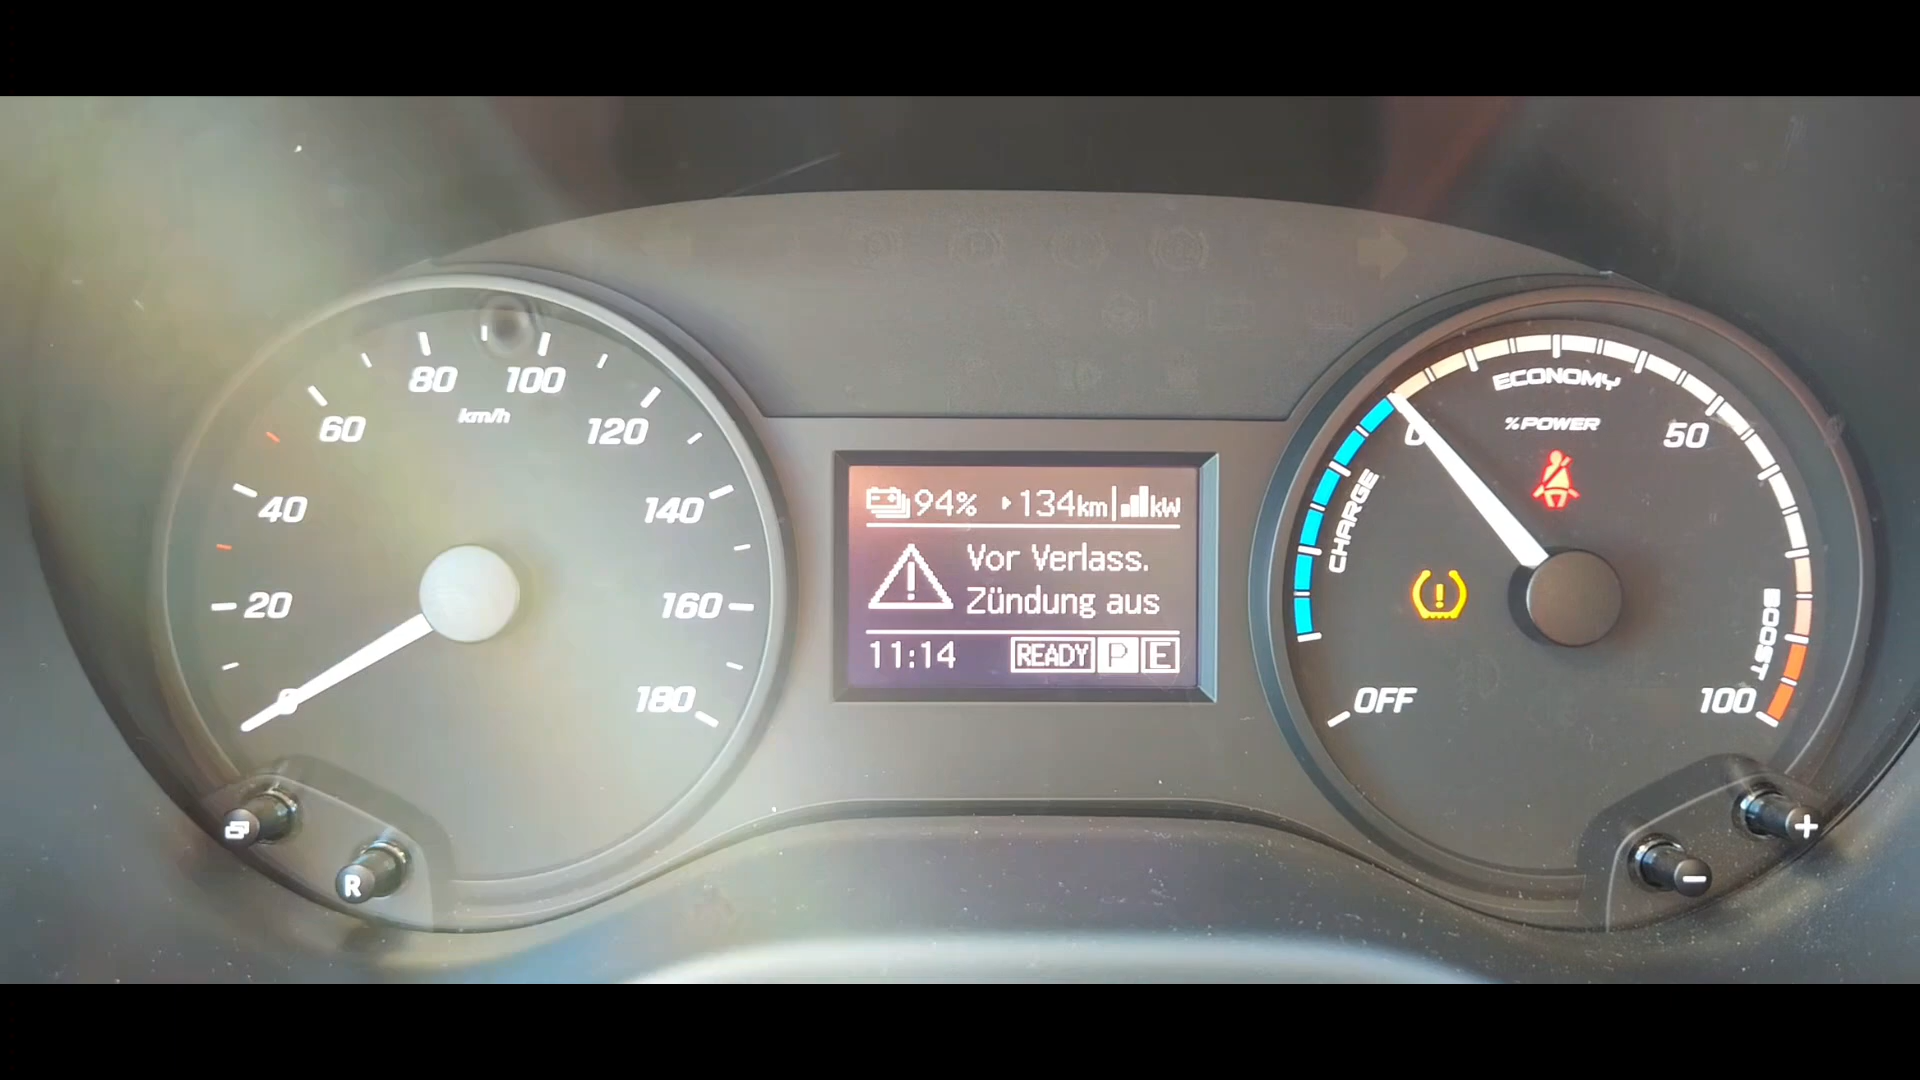 80
100
km/h
60
120
40
140
20
160
0
180
R
94% 134km kW
Vor Verlass.
Zündung aus
11:14 READY P E
ECONOMY
% POWER
0
50
CHARGE
BOOST
OFF
100
+
-